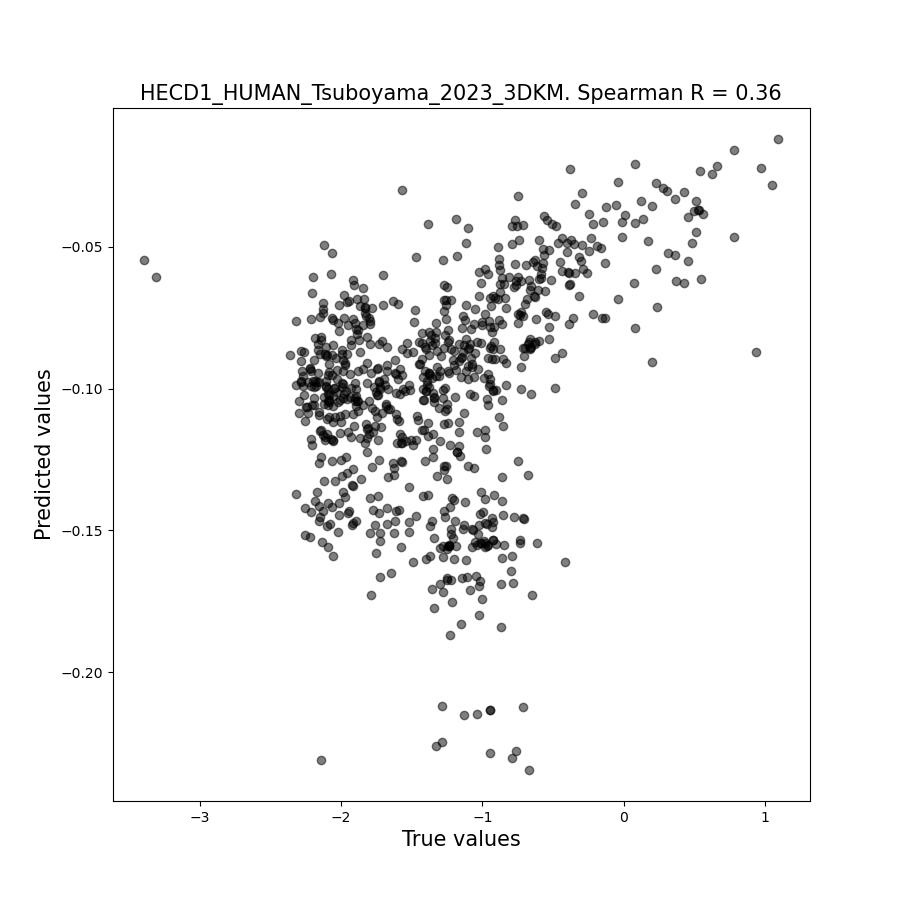 HECD1_HUMAN_Tsuboyama_2023_3DKM. Spearman R = 0.36
−0.05
−0.10
−0.15
−0.20
Predicted values
−3 −2 −1 0 1
True values